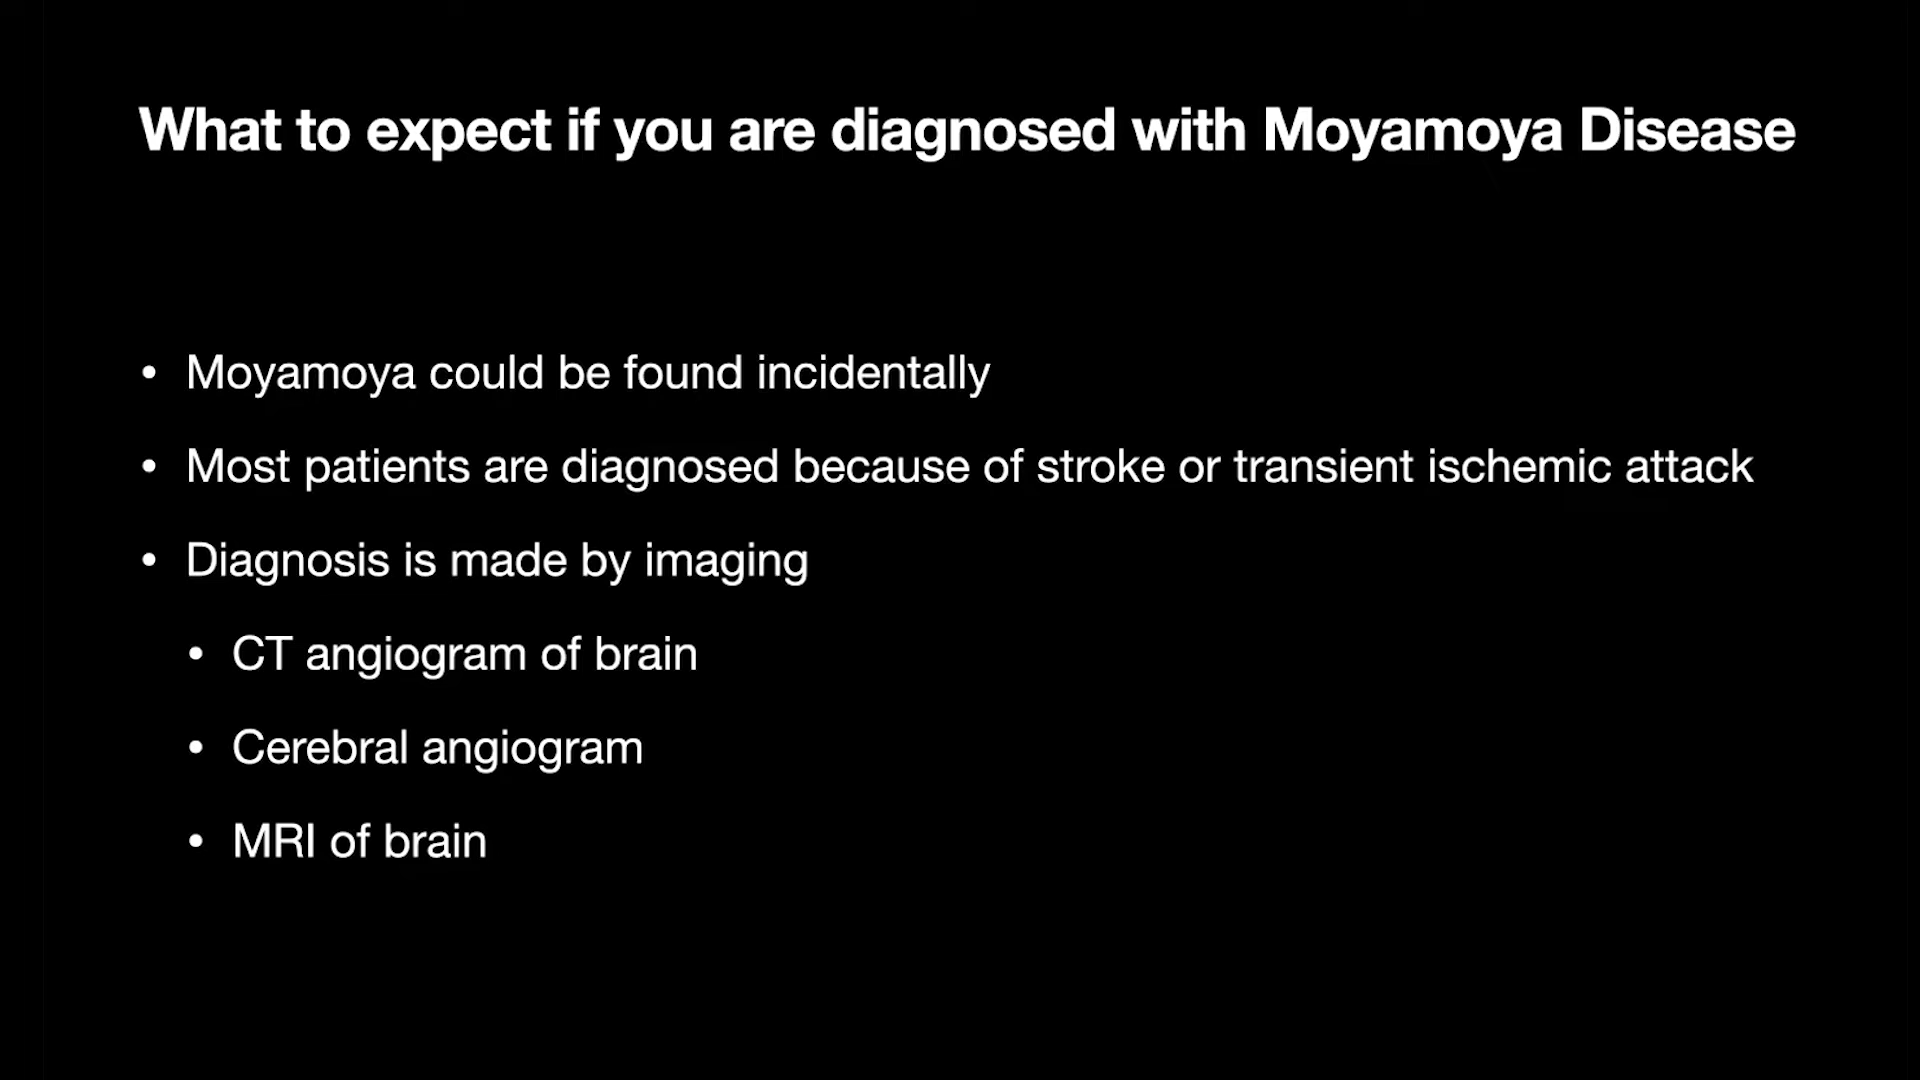 What to expect if you are diagnosed with Moyamoya Disease
• Moyamoya could be found incidentally
• Most patients are diagnosed because of stroke or transient ischemic attack
• Diagnosis is made by imaging
• CT angiogram of brain
• Cerebral angiogram
• MRI of brain